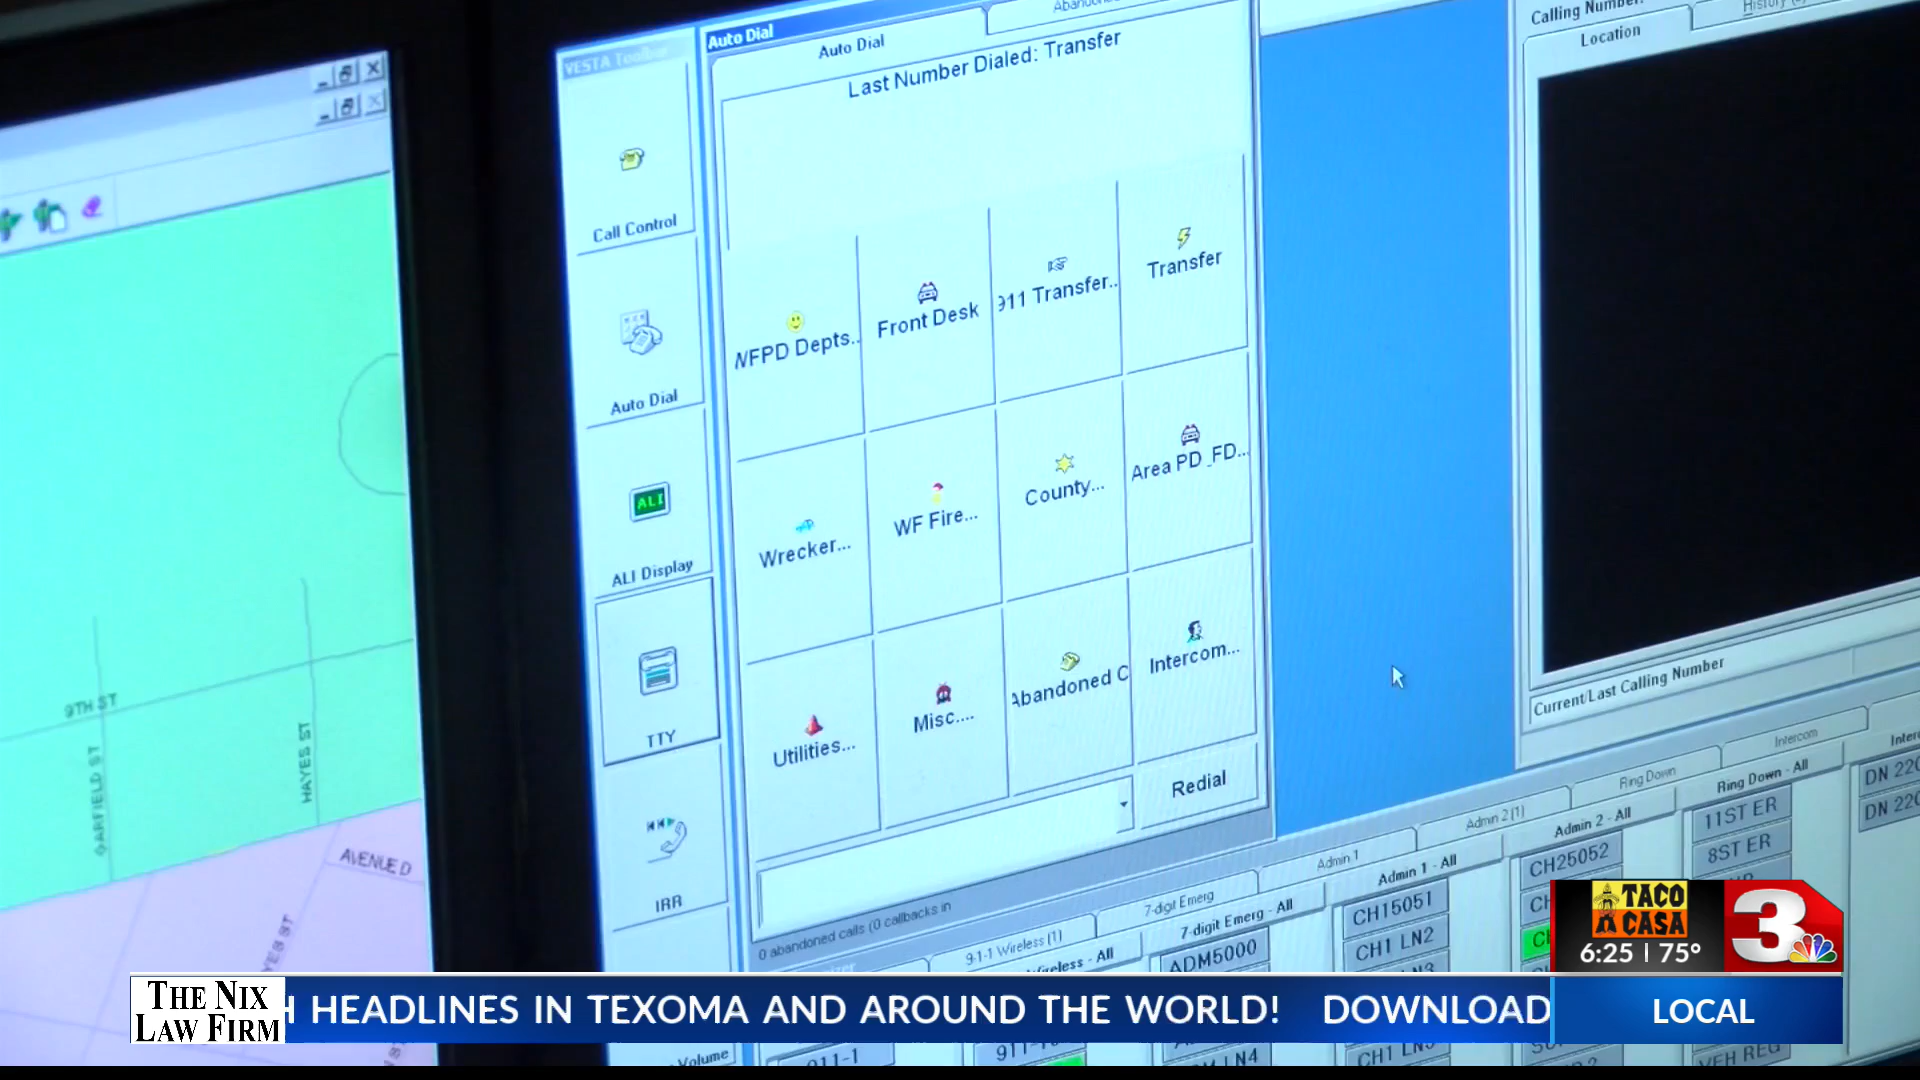 VESTA Toolbar
Call Control
Auto Dial
ALI
ALI Display
TTY
IRR
Volume
Auto Dial
Auto Dial
Last Number Dialed: Transfer
WFPD Depts..
Front Desk
911 Transfer..
Transfer
Wrecker...
WF Fire...
County...
Area PD_FD...
Utilities...
Misc....
Abandoned C
Intercom...
Redial
0 abandoned calls (0 callbacks in
Calling Number:
Location
Current/Last Calling Number
9TH ST
GARFIELD ST
HAYES ST
AVENUE D
9-1-1 Wireless (1)
7-digit Emerg
Admin 1
Admin 2 (1)
Ring Down
Intercom
7-digit Emerg - All
Admin 1 - All
Admin 2 - All
Ring Down - All
911-1
ADM5000
CH15051
CH1 LN2
CH25052
11ST ER
8ST ER
DN 220
DN 220
VEH REG
TACO
CASA
6:25 | 75°
3
THE NIX
LAW FIRM
H HEADLINES IN TEXOMA AND AROUND THE WORLD! DOWNLOAD
LOCAL